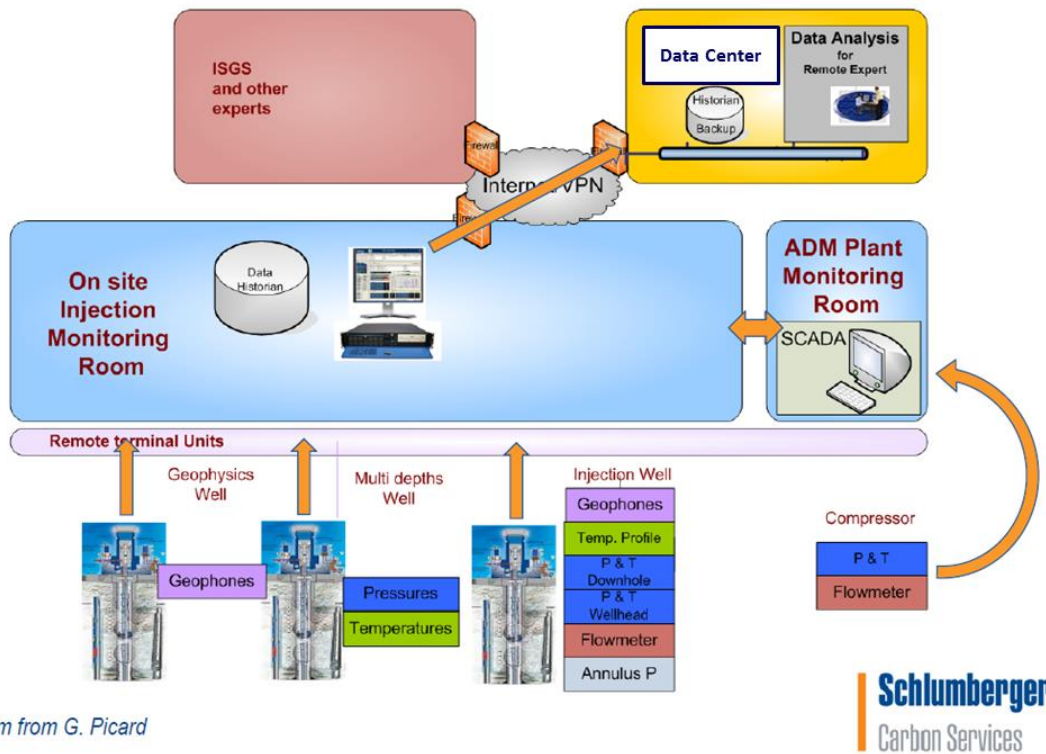 ISGS
and other
experts
Data Center
Data Analysis
for
Remote Expert
Historian
Backup
Firewal
Internet/VPN
On site
Injection
Monitoring
Room
Data
Historian
ADM Plant
Monitoring
Room
SCADA
Remote terminal Units
Geophysics
Well
Geophones
Multi depths
Well
Pressures
Temperatures
Injection Well
Geophones
Temp. Profile
P & T
Downhole
P & T
Wellhead
Flowmeter
Annulus P
Compressor
P & T
Flowmeter
from G. Picard
Schlumberger
Carbon Services